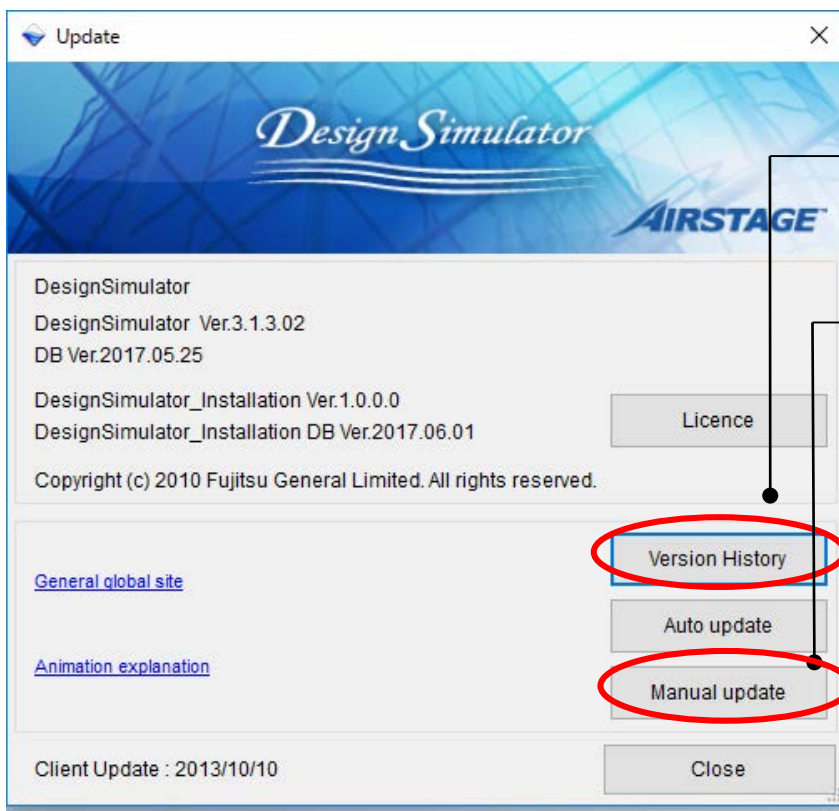 Update
Design Simulator
AIRSTAGE™
DesignSimulator
DesignSimulator Ver.3.1.3.02
DB Ver.2017.05.25
DesignSimulator_Installation Ver.1.0.0.0
DesignSimulator_Installation DB Ver.2017.06.01
Licence
Copyright (c) 2010 Fujitsu General Limited. All rights reserved.
Version History
General global site
Auto update
Animation explanation
Manual update
Client Update : 2013/10/10
Close